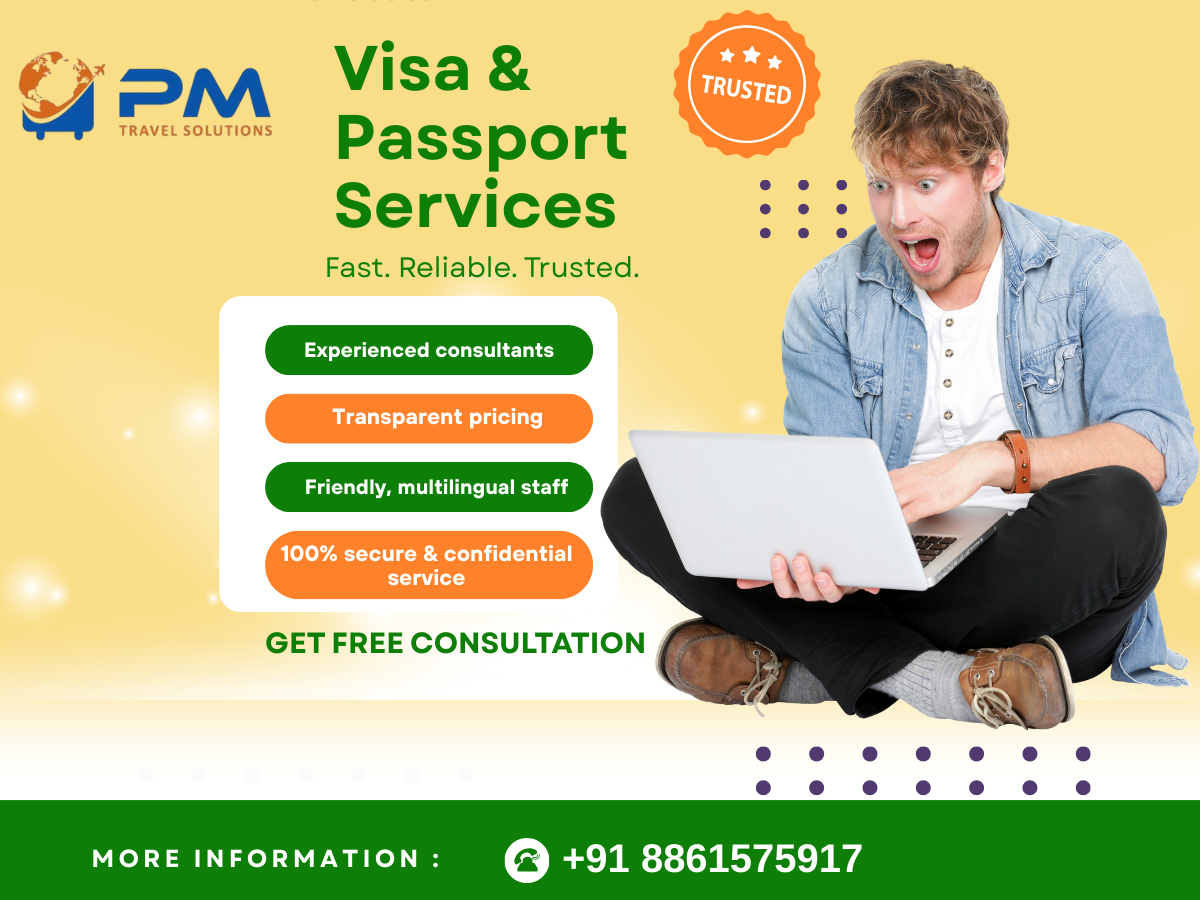 PM
TRAVEL SOLUTIONS
Visa &
Passport
Services
Fast. Reliable. Trusted.
TRUSTED
Experienced consultants
Transparent pricing
Friendly, multilingual staff
100% secure & confidential
service
GET FREE CONSULTATION
MORE INFORMATION :
+91 8861575917